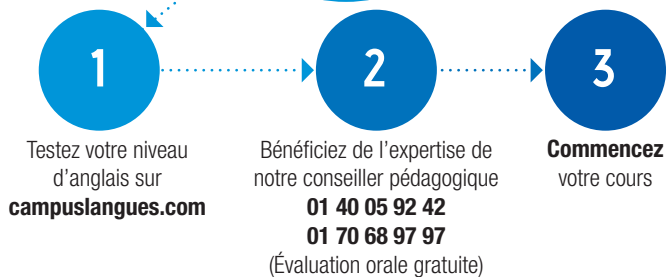 1
Testez votre niveau
d'anglais sur
campuslangues.com
2
Bénéficiez de l'expertise de
notre conseiller pédagogique
01 40 05 92 42
01 70 68 97 97
(Évaluation orale gratuite)
3
Commencez
votre cours